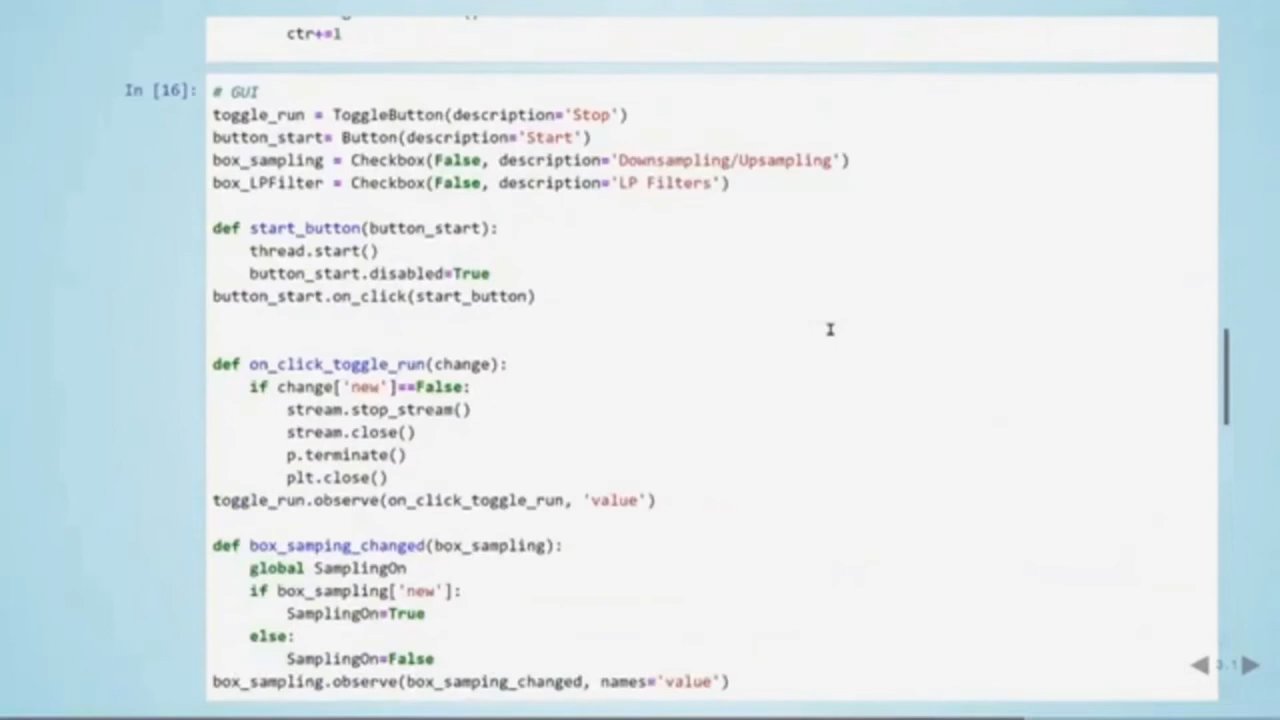 ctr+=1
In [16]:
# GUI
toggle_run = ToggleButton(description='Stop')
button_start= Button(description='Start')
box_sampling = Checkbox(False, description='Downsampling/Upsampling')
box_LPFilter = Checkbox(False, description='LP Filters')
def start_button(button_start):
    thread.start()
    button_start.disabled=True
button_start.on_click(start_button)
def on_click_toggle_run(change):
    if change['new']==False:
        stream.stop_stream()
        stream.close()
        p.terminate()
        plt.close()
toggle_run.observe(on_click_toggle_run, 'value')
def box_samping_changed(box_sampling):
    global SamplingOn
    if box_sampling['new']:
        SamplingOn=True
    else:
        SamplingOn=False
box_sampling.observe(box_samping_changed, names='value')
3.1